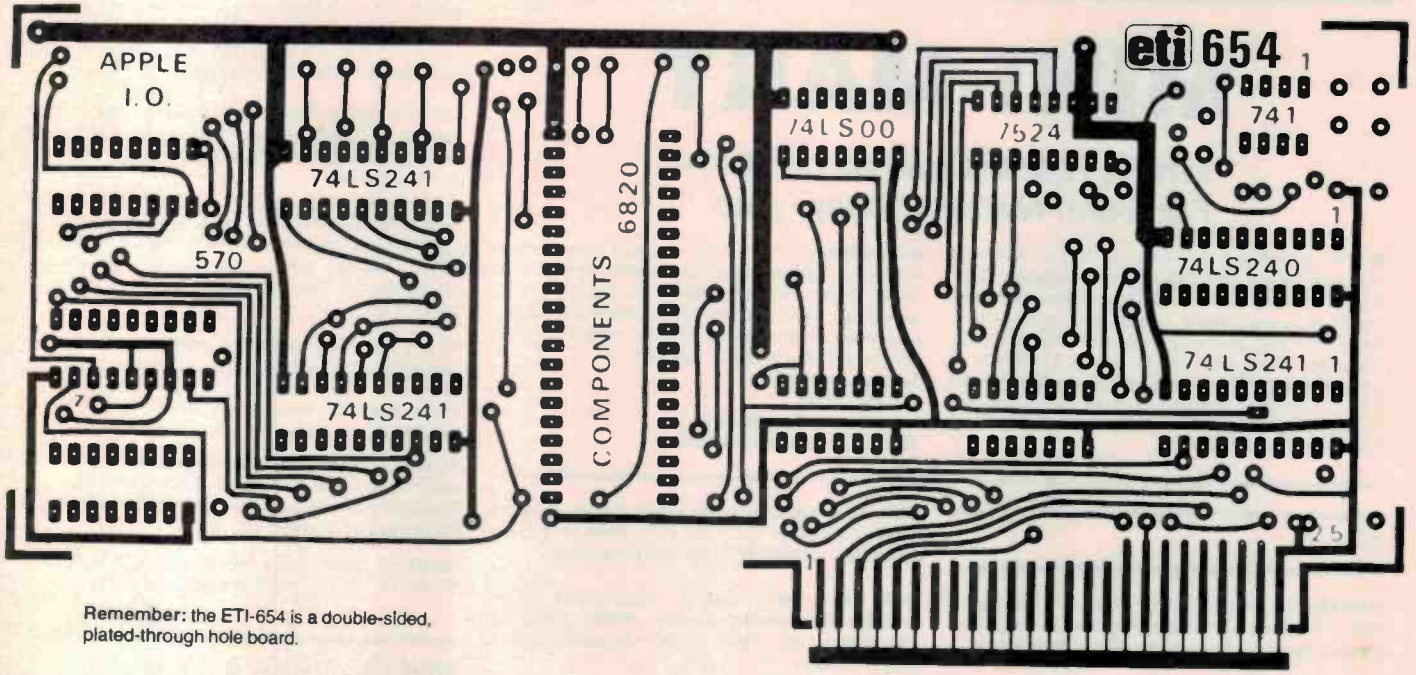 eti 654
1
APPLE
I.O.
741
74LS00
7524
74LS241
6820
1
570
COMPONENTS
74LS240
74LS241 1
74LS241
7
1
25
Remember: the ETI-654 is a double-sided,
plated-through hole board.